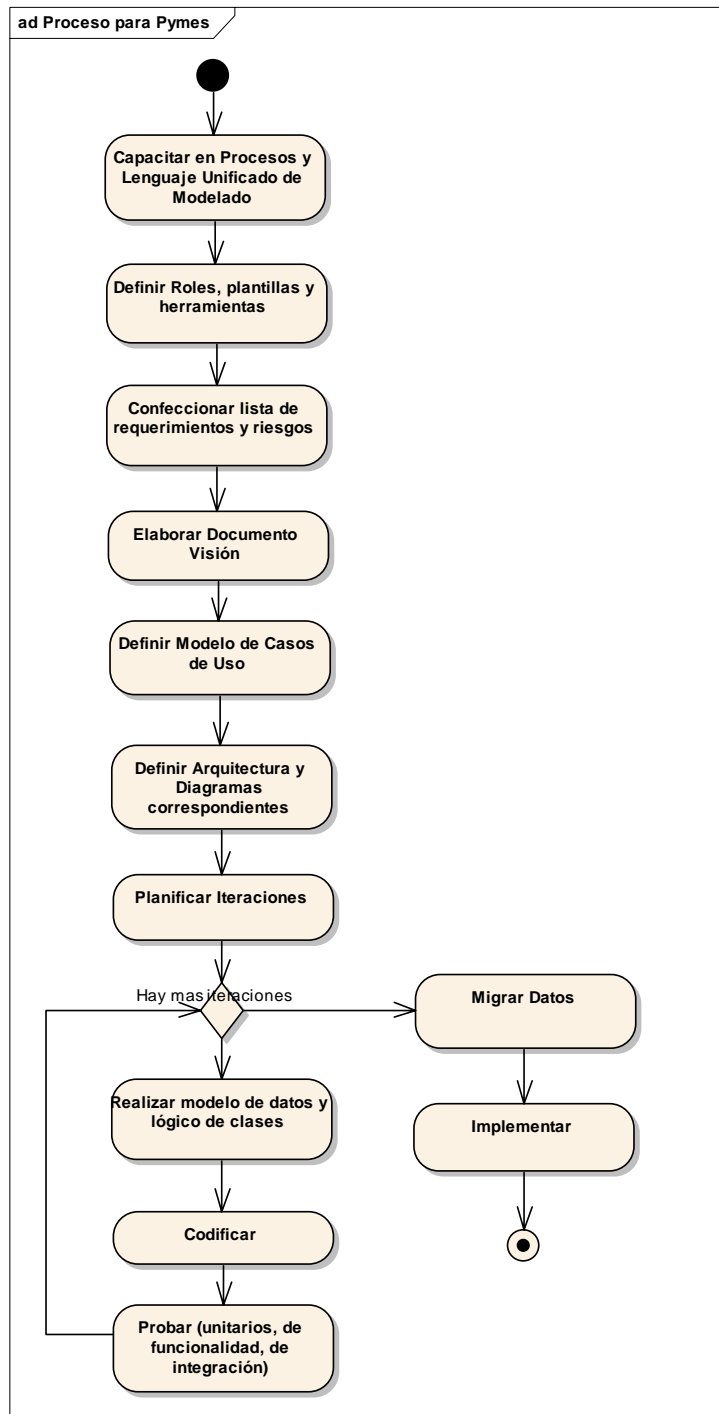 ad Proceso para Pymes
Capacitar en Procesos y
Lenguaje Unificado de
Modelado
Definir Roles, plantillas y
herramientas
Confeccionar lista de
requerimientos y riesgos
Elaborar Documento
Visión
Definir Modelo de Casos
de Uso
Definir Arquitectura y
Diagramas
correspondientes
Planificar Iteraciones
Hay mas iteraciones
Migrar Datos
Realizar modelo de datos y
lógico de clases
Implementar
Codificar
Probar (unitarios, de
funcionalidad, de
integración)